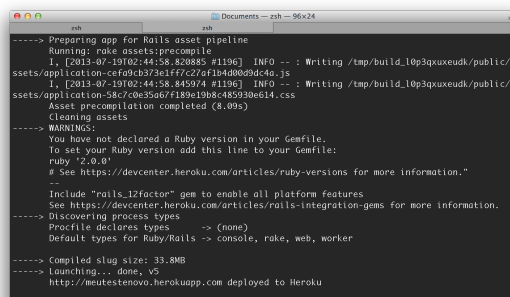 Documents — zsh — 96×24
zsh zsh
-----> Preparing app for Rails asset pipeline
Running: rake assets:precompile
I, [2013-07-19T02:44:58.820885 #1196]  INFO -- : Writing /tmp/build_l0p3qxuxeudk/public/
ssets/application-cefa9cb373e1ff7c27af1b4d00d9dc4a.js
I, [2013-07-19T02:44:58.845974 #1196]  INFO -- : Writing /tmp/build_l0p3qxuxeudk/public/
ssets/application-58c7c0e35a67f189e19b8c485930e614.css
Asset precompilation completed (8.09s)
Cleaning assets
-----> WARNINGS:
You have not declared a Ruby version in your Gemfile.
To set your Ruby version add this line to your Gemfile:
ruby '2.0.0'
# See https://devcenter.heroku.com/articles/ruby-versions for more information."
--
Include "rails_12factor" gem to enable all platform features
See https://devcenter.heroku.com/articles/rails-integration-gems for more information.
-----> Discovering process types
Procfile declares types     -> (none)
Default types for Ruby/Rails -> console, rake, web, worker
-----> Compiled slug size: 33.8MB
-----> Launching... done, v5
http://meutestenovo.herokuapp.com deployed to Heroku